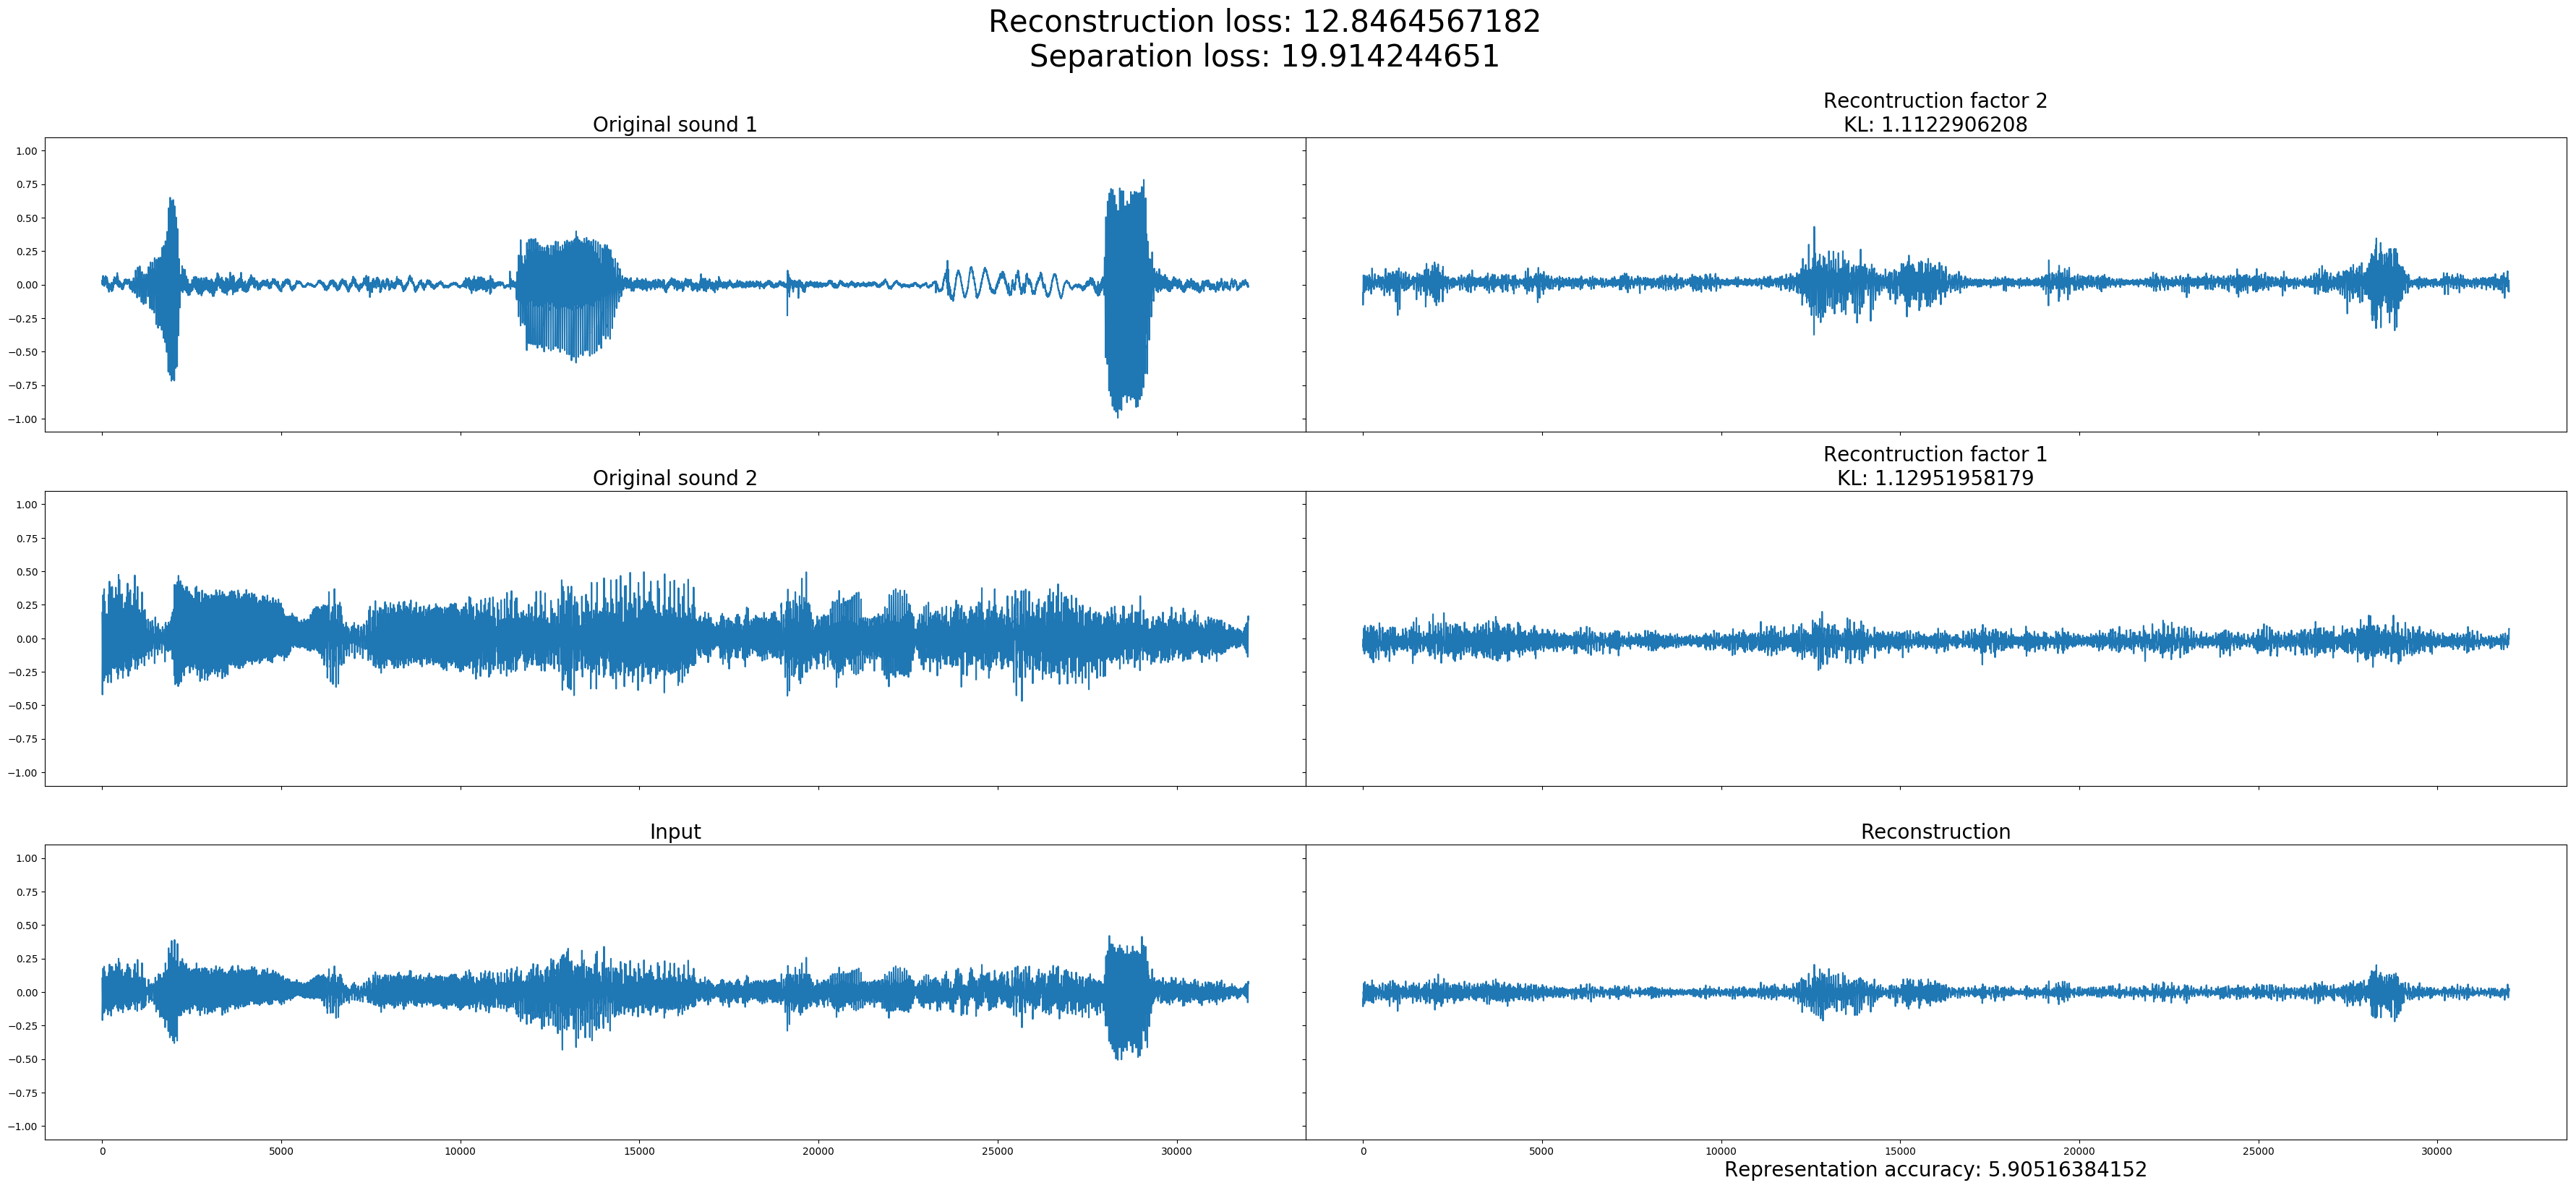 Reconstruction loss: 12.8464567182
Separation loss: 19.914244651
Original sound 1
Recontruction factor 2
KL: 1.1122906208
1.00
0.75
0.50
0.25
0.00
−0.25
−0.50
−0.75
−1.00
Original sound 2
Recontruction factor 1
KL: 1.12951958179
1.00
0.75
0.50
0.25
0.00
−0.25
−0.50
−0.75
−1.00
Input
Reconstruction
1.00
0.75
0.50
0.25
0.00
−0.25
−0.50
−0.75
−1.00
0 5000 10000 15000 20000 25000 30000
0 5000 10000 15000 20000 25000 30000
Representation accuracy: 5.90516384152